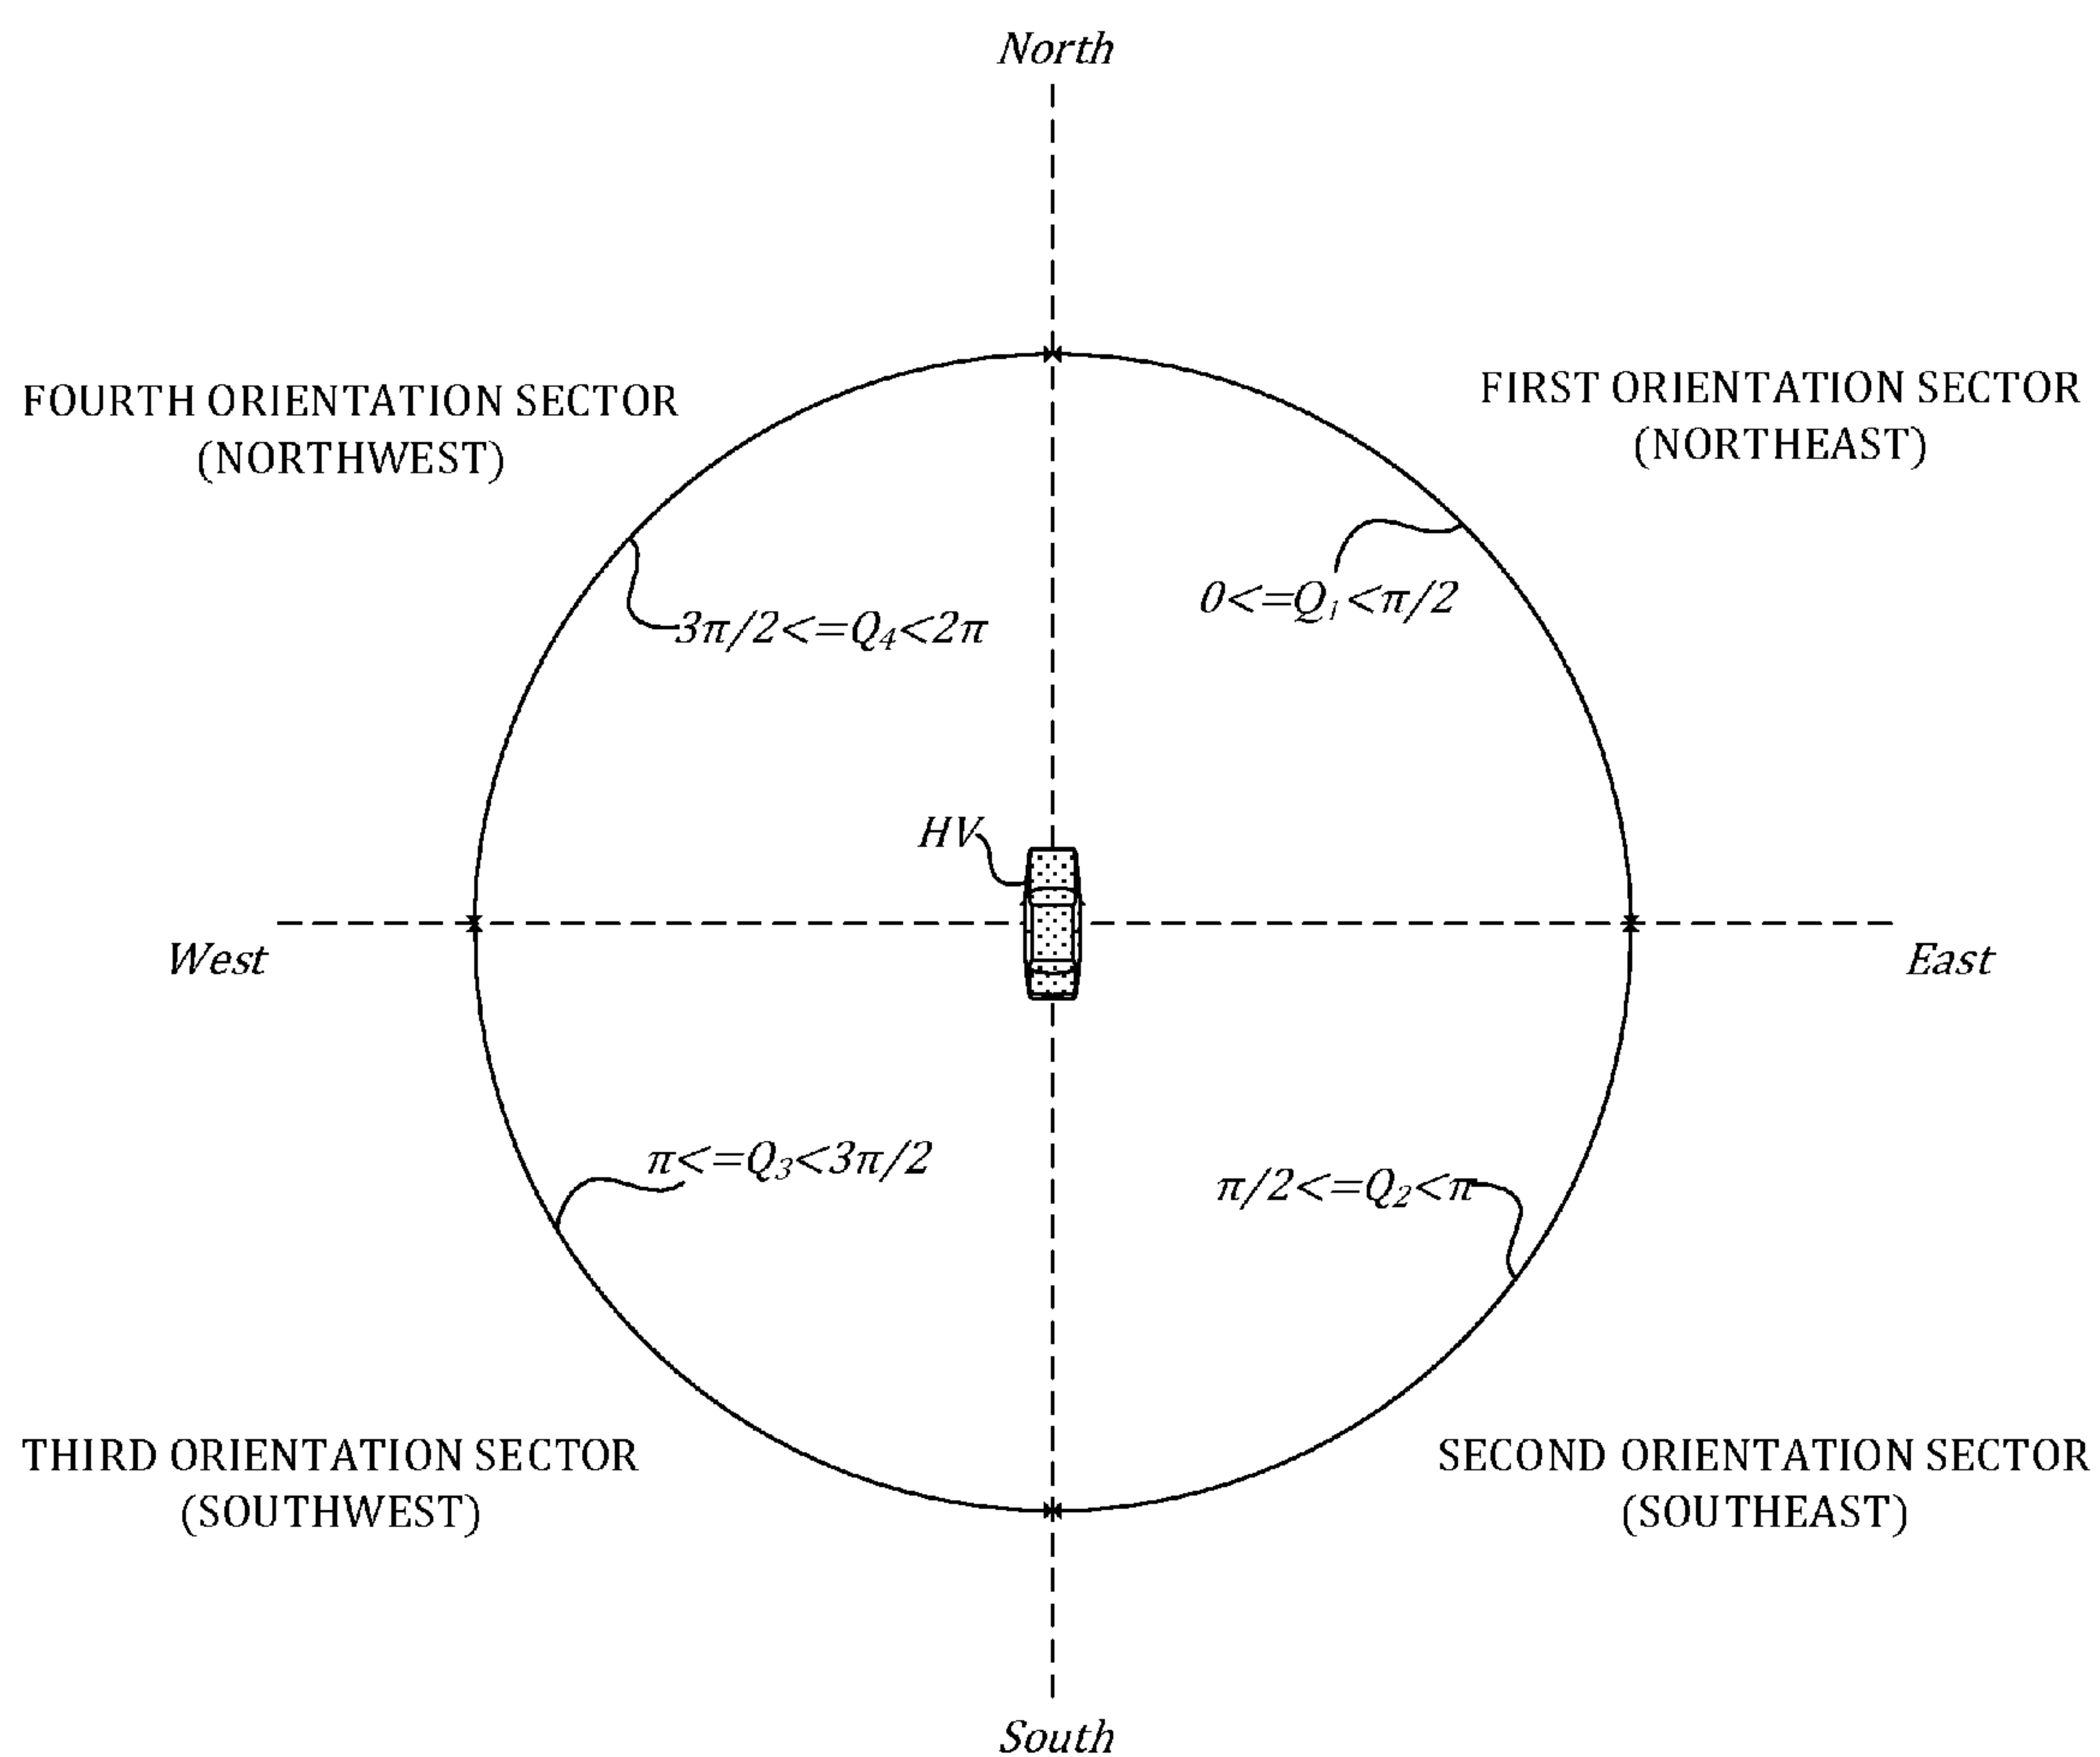 North
FOURTH ORIENTATION SECTOR
(NORTHWEST)
FIRST ORIENTATION SECTOR
(NORTHEAST)
0<=Q₁<π/2
3π/2<=Q₄<2π
HV
West
East
π<=Q₃<3π/2
π/2<=Q₂<π
THIRD ORIENTATION SECTOR
(SOUTHWEST)
SECOND ORIENTATION SECTOR
(SOUTHEAST)
South